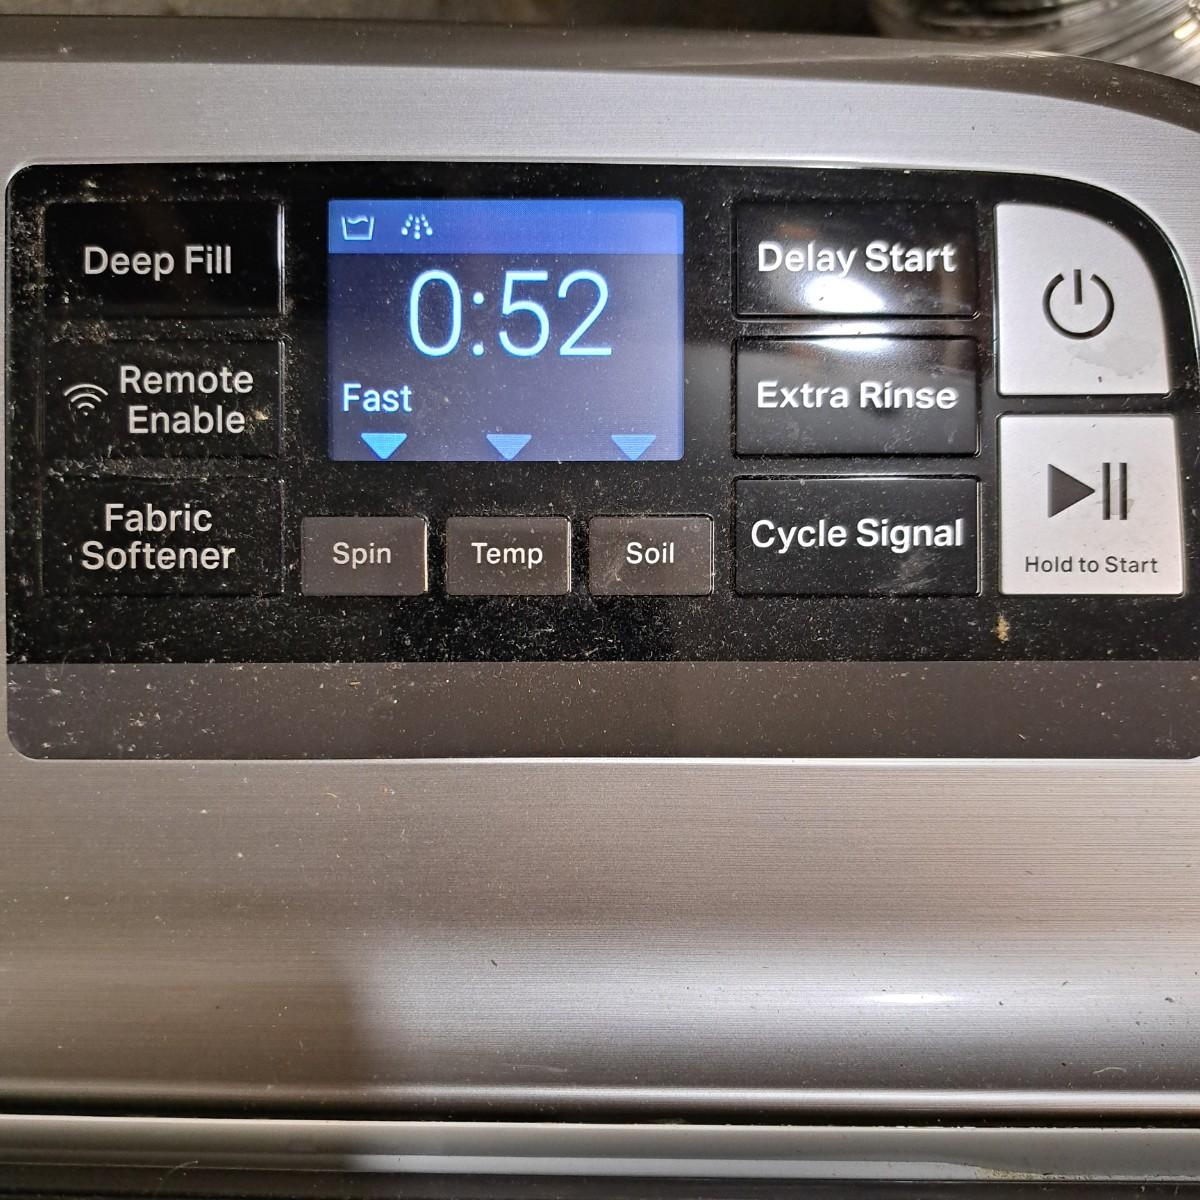 Deep Fill
Remote
Enable
Fabric
Softener
0:52
Fast
Spin
Temp
Soil
Delay Start
Extra Rinse
Cycle Signal
Hold to Start